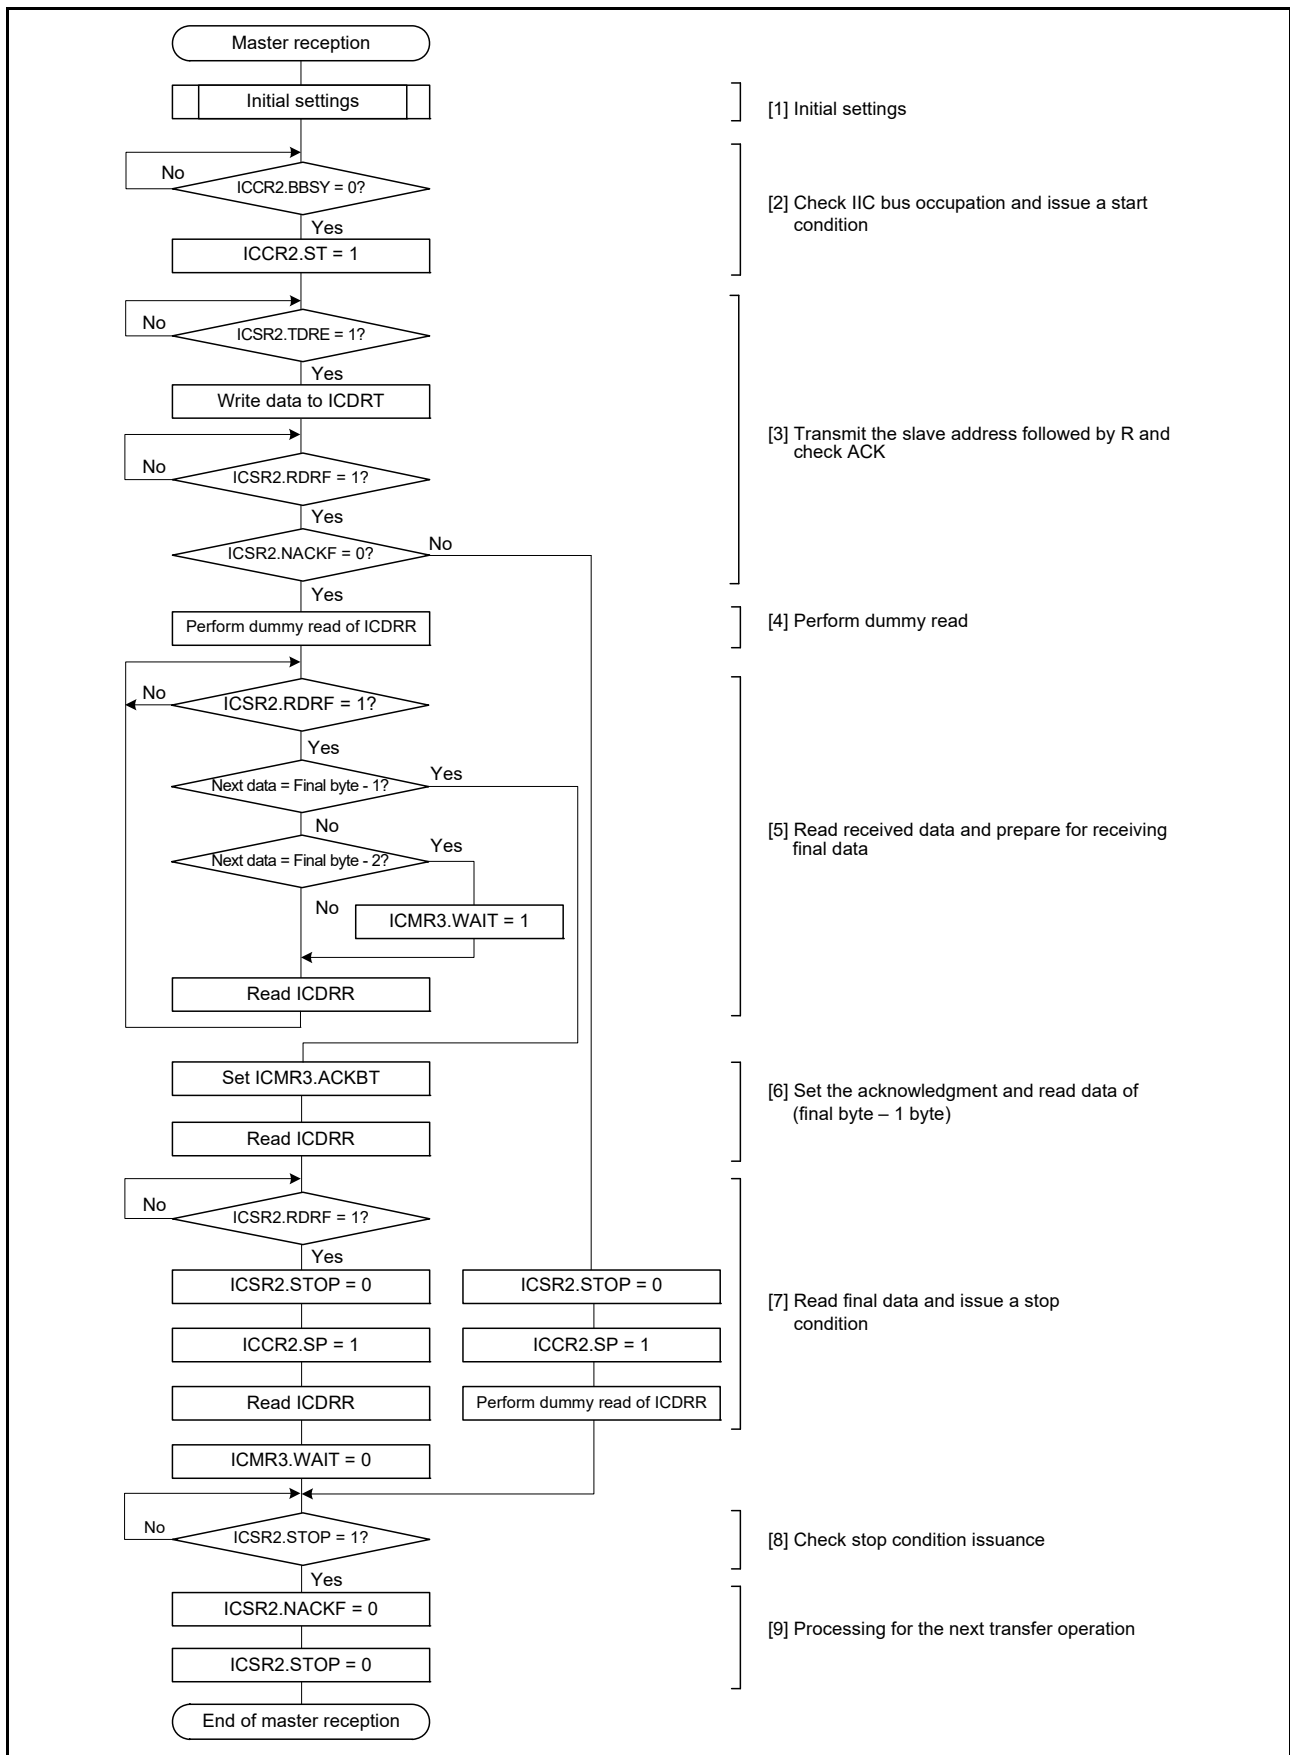 Master reception
Initial settings
[1] Initial settings
No
ICCR2.BBSY = 0?
Yes
ICCR2.ST = 1
[2] Check IIC bus occupation and issue a start
condition
No
ICSR2.TDRE = 1?
Yes
Write data to ICDRT
No
ICSR2.RDRF = 1?
Yes
ICSR2.NACKF = 0?
No
Yes
[3] Transmit the slave address followed by R and
check ACK
Perform dummy read of ICDRR
[4] Perform dummy read
No
ICSR2.RDRF = 1?
Yes
Next data = Final byte - 1?
Yes
No
Next data = Final byte - 2?
Yes
No
ICMR3.WAIT = 1
Read ICDRR
[5] Read received data and prepare for receiving
final data
Set ICMR3.ACKBT
Read ICDRR
[6] Set the acknowledgment and read data of
(final byte – 1 byte)
No
ICSR2.RDRF = 1?
Yes
ICSR2.STOP = 0
ICCR2.SP = 1
Read ICDRR
ICMR3.WAIT = 0
ICSR2.STOP = 0
ICCR2.SP = 1
Perform dummy read of ICDRR
[7] Read final data and issue a stop
condition
No
ICSR2.STOP = 1?
Yes
[8] Check stop condition issuance
ICSR2.NACKF = 0
ICSR2.STOP = 0
[9] Processing for the next transfer operation
End of master reception